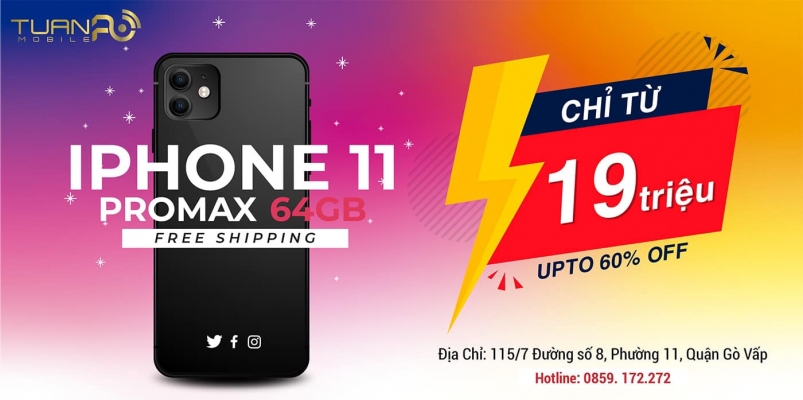 TUAN
MOBILE
IPHONE 11
PROMAX 64GB
FREE SHIPPING
CHỈ TỪ
19 triệu
UPTO 60% OFF
Địa Chỉ: 115/7 Đường số 8, Phường 11, Quận Gò Vấp
Hotline: 0859. 172.272